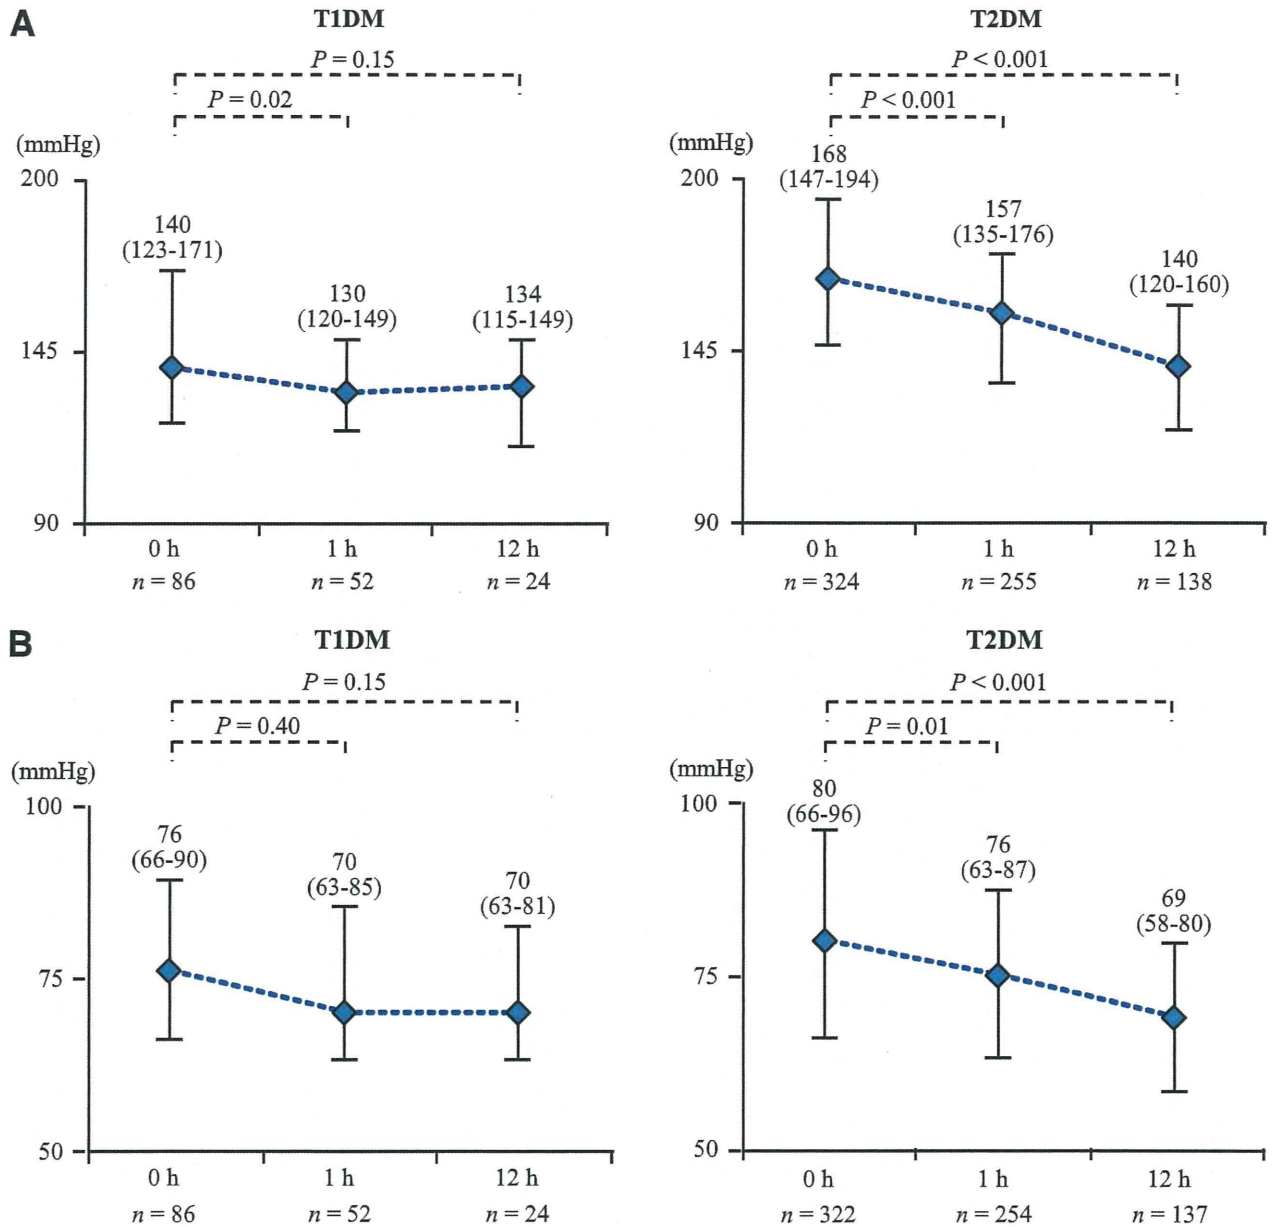 A
T1DM
P = 0.15
P = 0.02
(mmHg)
200
145
90
140
(123-171)
130
(120-149)
134
(115-149)
0 h
1 h
12 h
n = 86
n = 52
n = 24
T2DM
P < 0.001
P < 0.001
(mmHg)
200
145
90
168
(147-194)
157
(135-176)
140
(120-160)
0 h
1 h
12 h
n = 324
n = 255
n = 138
B
T1DM
P = 0.15
P = 0.40
(mmHg)
100
75
50
76
(66-90)
70
(63-85)
70
(63-81)
0 h
1 h
12 h
n = 86
n = 52
n = 24
T2DM
P < 0.001
P = 0.01
(mmHg)
100
75
50
80
(66-96)
76
(63-87)
69
(58-80)
0 h
1 h
12 h
n = 322
n = 254
n = 137